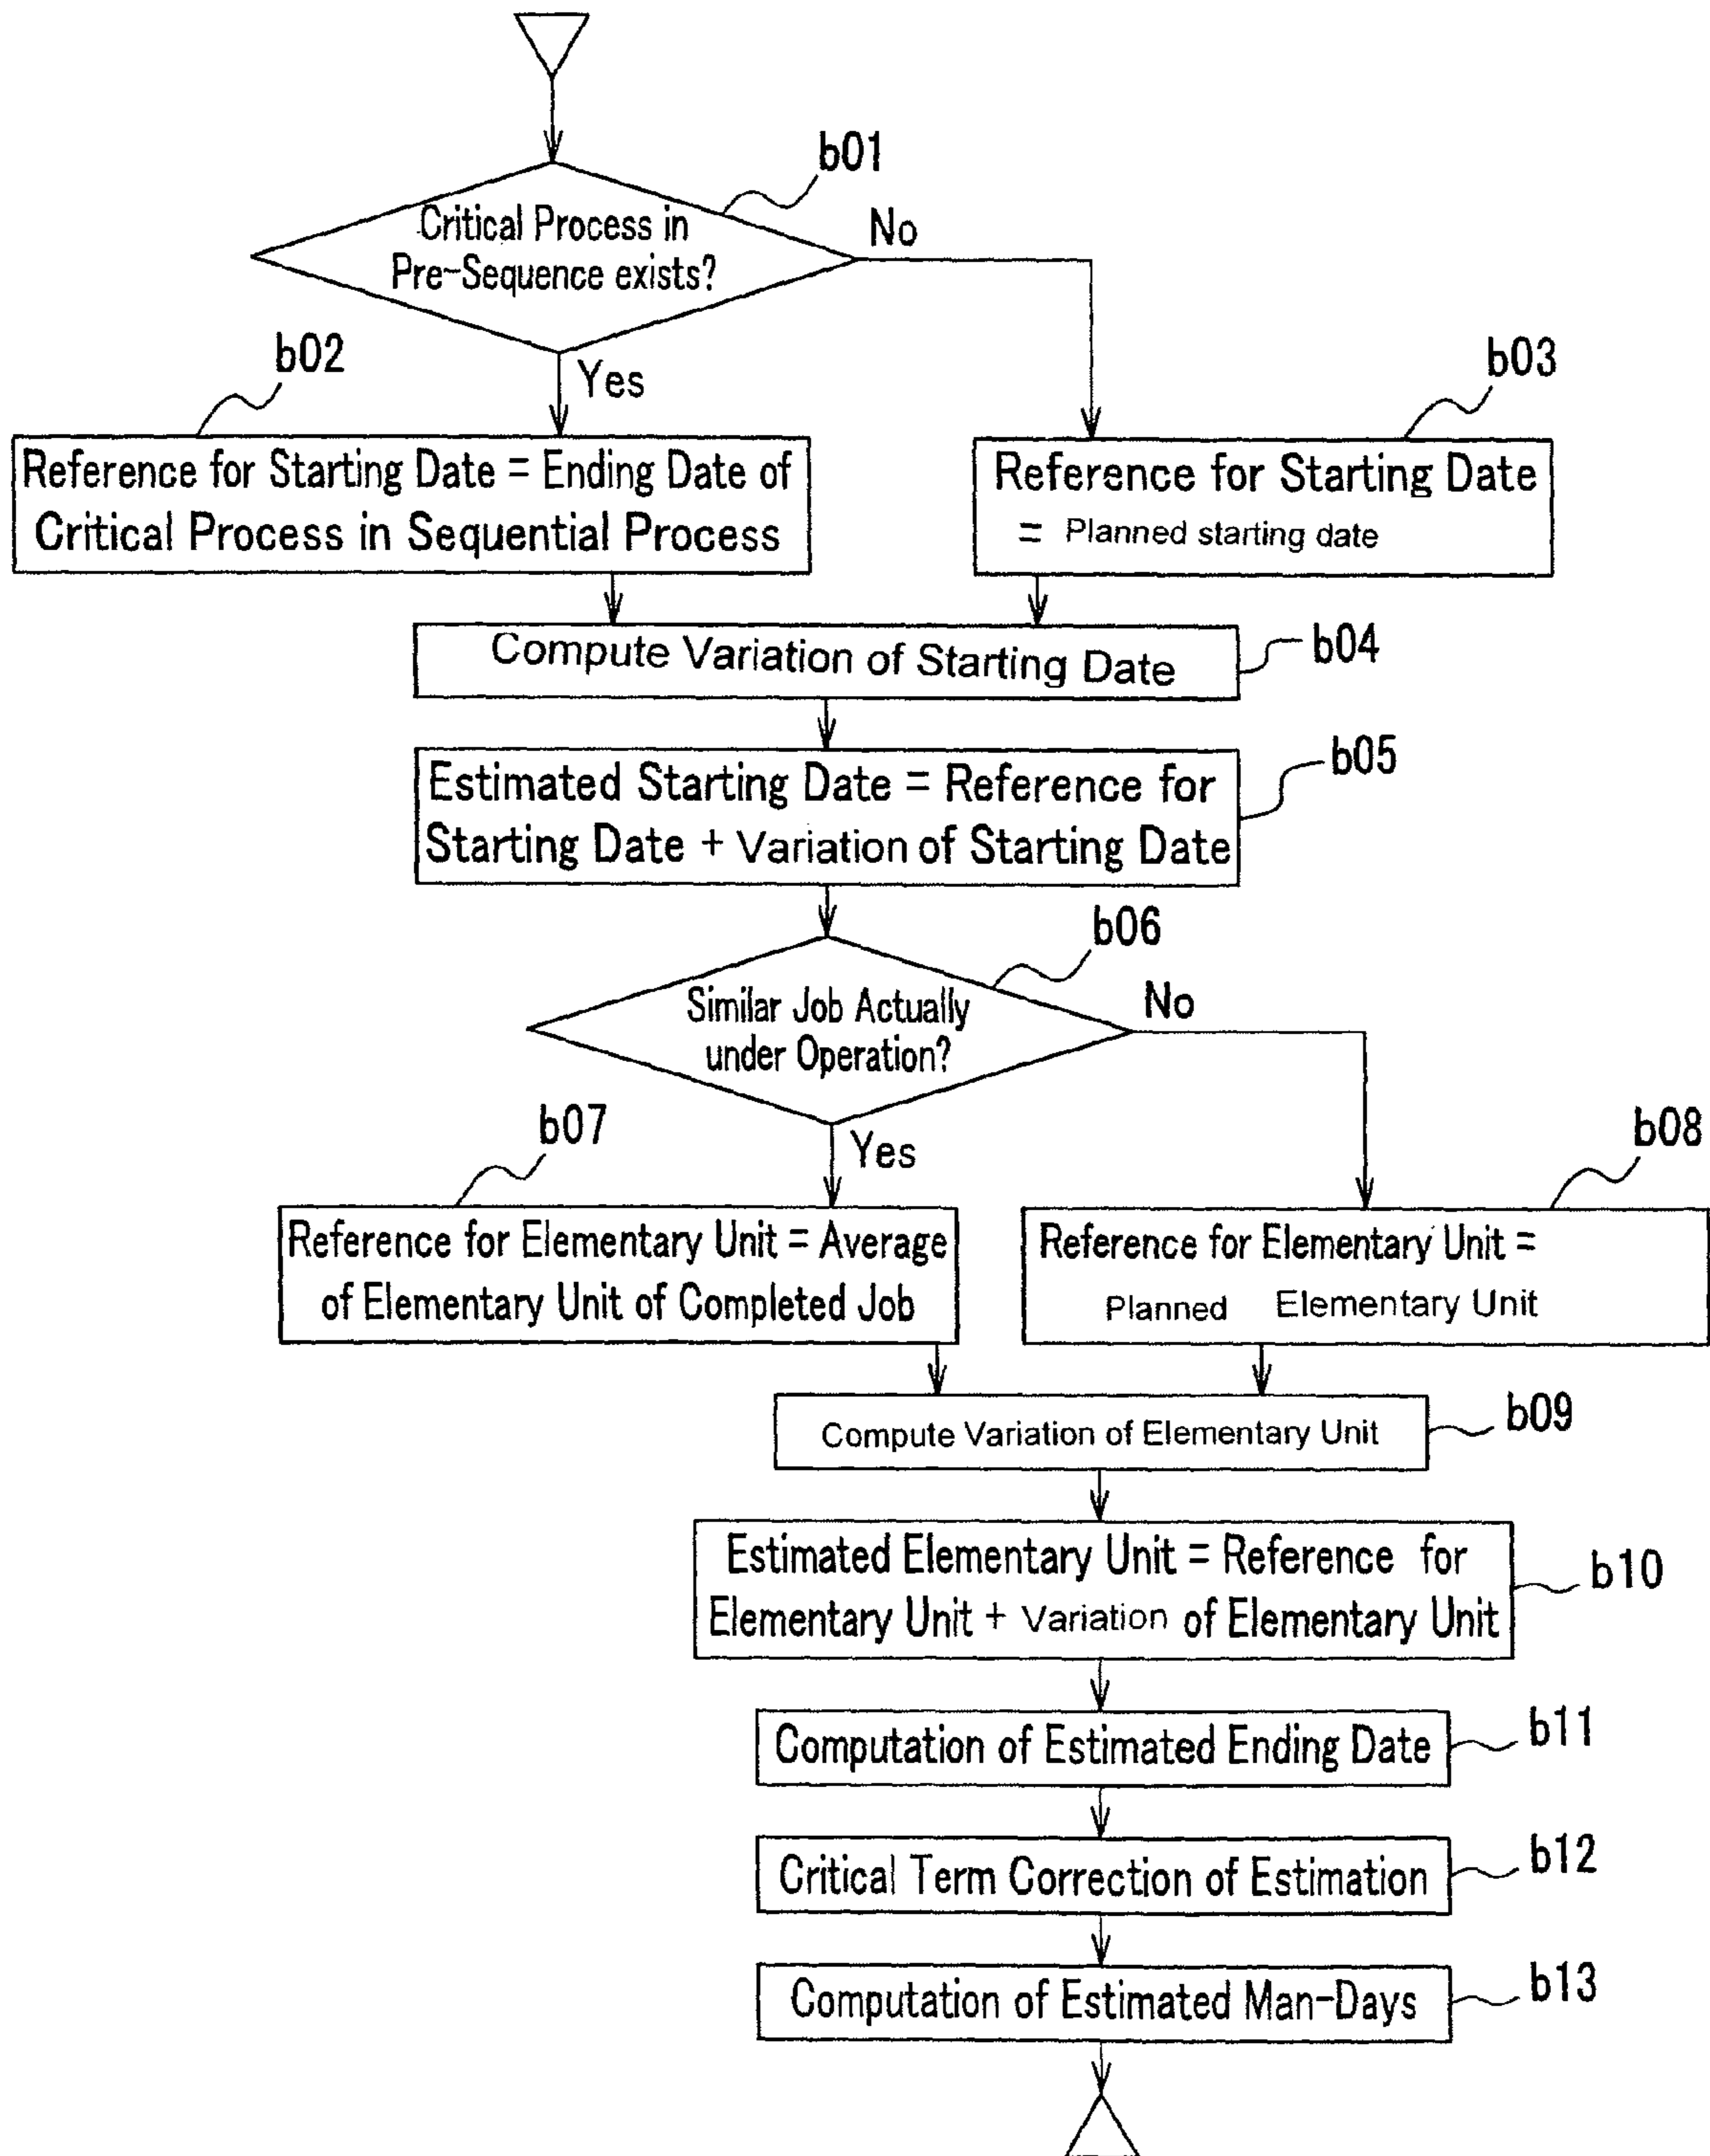 b01
Critical Process in
Pre-Sequence exists?
No
Yes
b02
b03
Reference for Starting Date = Ending Date of
Critical Process in Sequential Process
Reference for Starting Date
= Planned starting date
Compute Variation of Starting Date
b04
Estimated Starting Date = Reference for
Starting Date + Variation of Starting Date
b05
b06
Similar Job Actually
under Operation?
No
Yes
b07
b08
Reference for Elementary Unit = Average
of Elementary Unit of Completed Job
Reference for Elementary Unit =
Planned Elementary Unit
Compute Variation of Elementary Unit
b09
Estimated Elementary Unit = Reference for
Elementary Unit + Variation of Elementary Unit
b10
Computation of Estimated Ending Date
b11
Critical Term Correction of Estimation
b12
Computation of Estimated Man-Days
b13